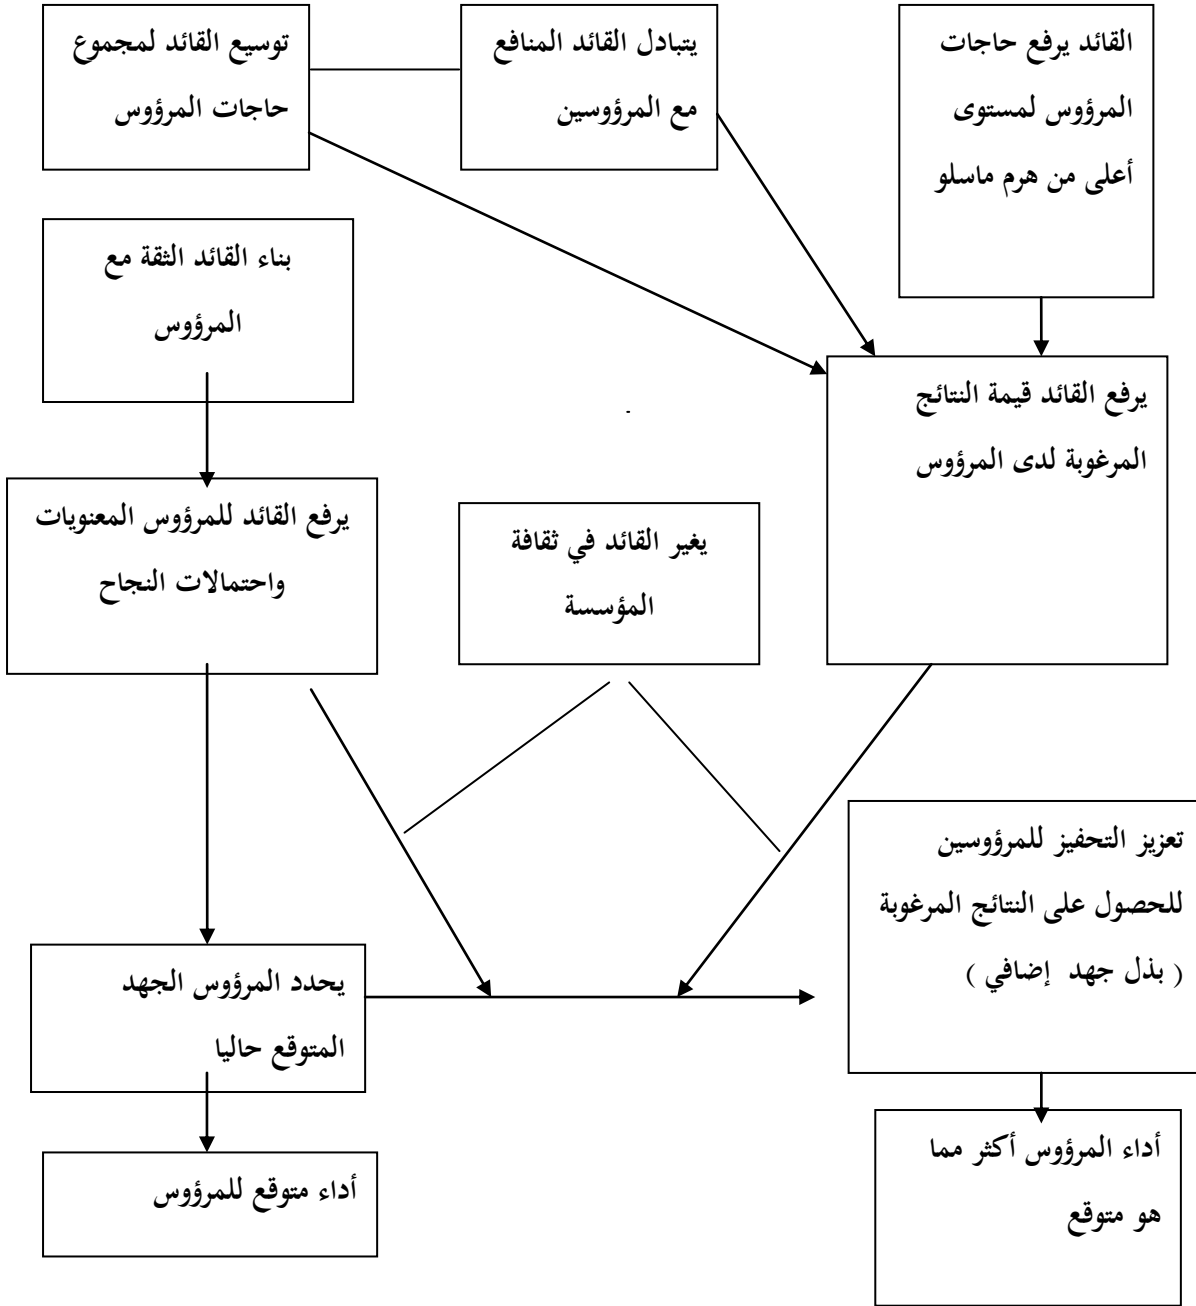 القائد يرفع حاجات
المرؤوس لمستوى
أعلى من هرم ماسلو
يتبادل القائد المنافع
مع المرؤوسين
توسيع القائد لمجموع
حاجات المرؤوس
بناء القائد الثقة مع
المرؤوس
يرفع القائد قيمة النتائج
المرغوبة لدى المرؤوس
يغير القائد في ثقافة
المؤسسة
يرفع القائد للمرؤوس المعنويات
واحتمالات النجاح
تعزيز التحفيز للمرؤوسين
للحصول على النتائج المرغوبة
( بذل جهد إضافي )
يحدد المرؤوس الجهد
المتوقع حاليا
أداء المرؤوس أكثر مما
هو متوقع
أداء متوقع للمرؤوس